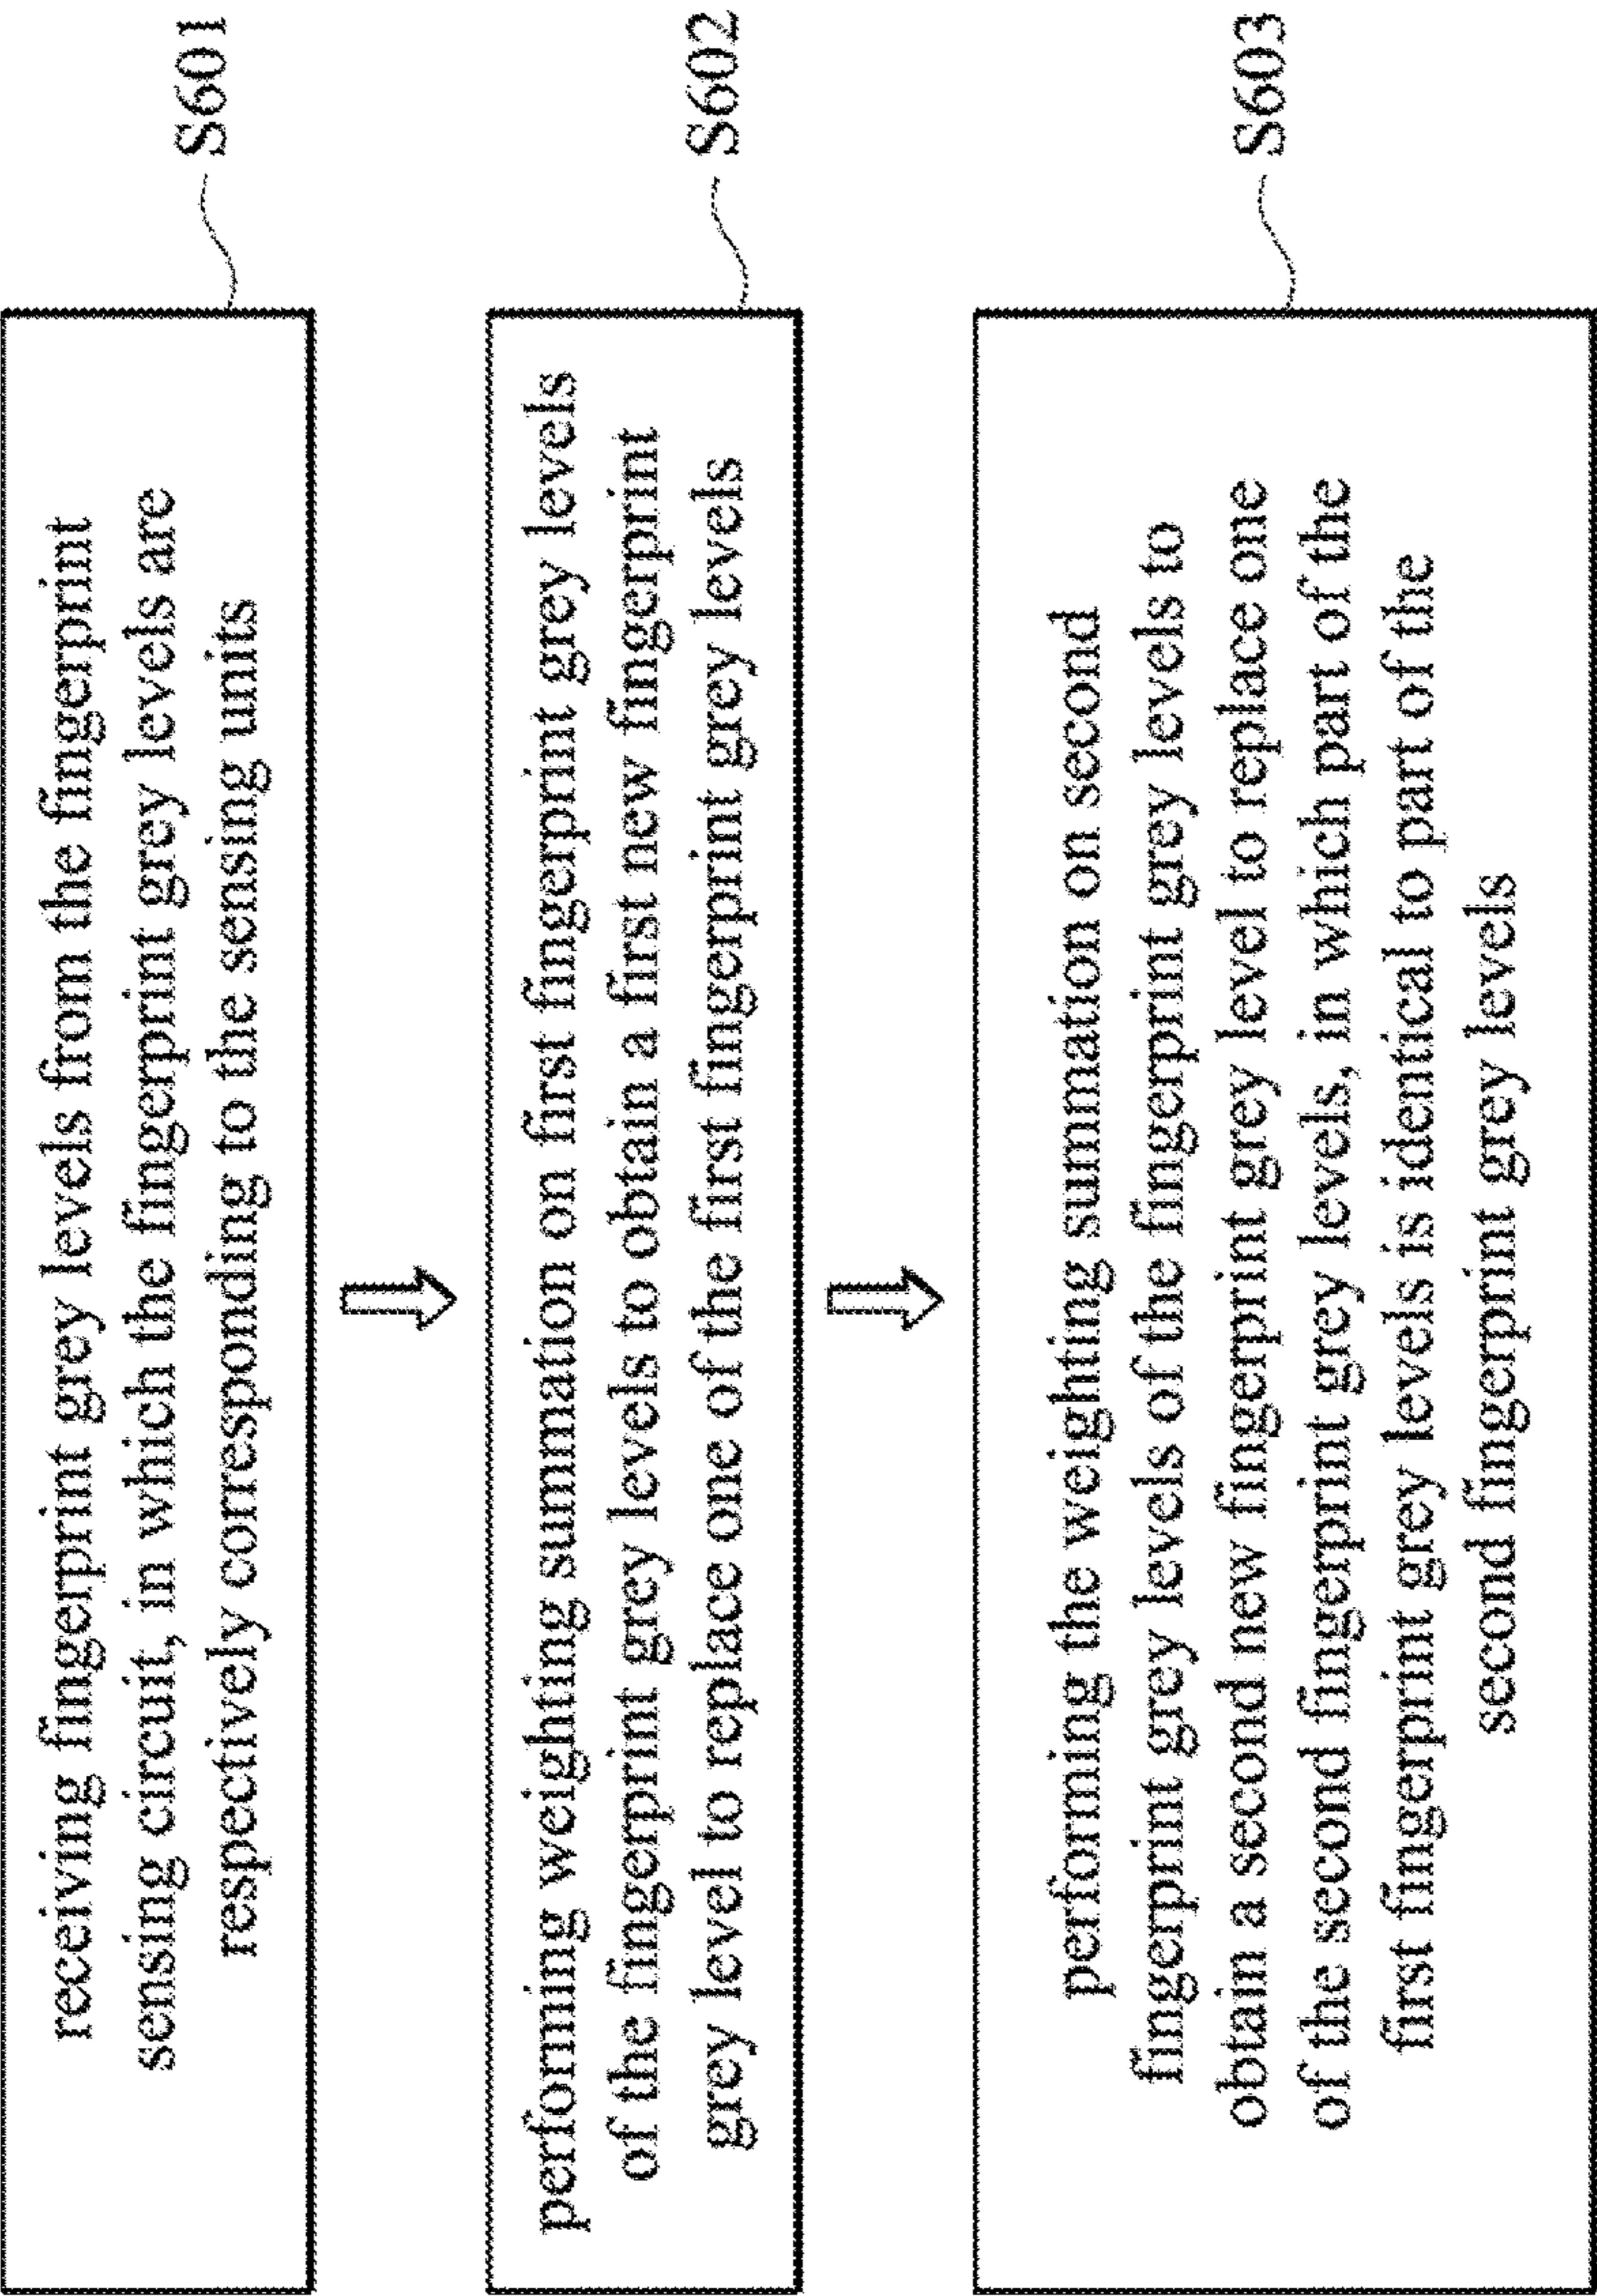 receiving fingerprint grey levels from the fingerprint
sensing circuit, in which the fingerprint grey levels are
respectively corresponding to the sensing units
S601
performing weighting summation on first fingerprint grey levels
of the fingerprint grey levels to obtain a first new fingerprint
grey level to replace one of the first fingerprint grey levels
S602
performing the weighting summation on second
fingerprint grey levels of the fingerprint grey levels to
obtain a second new fingerprint grey level to replace one
of the second fingerprint grey levels, in which part of the
first fingerprint grey levels is identical to part of the
second fingerprint grey levels
S603